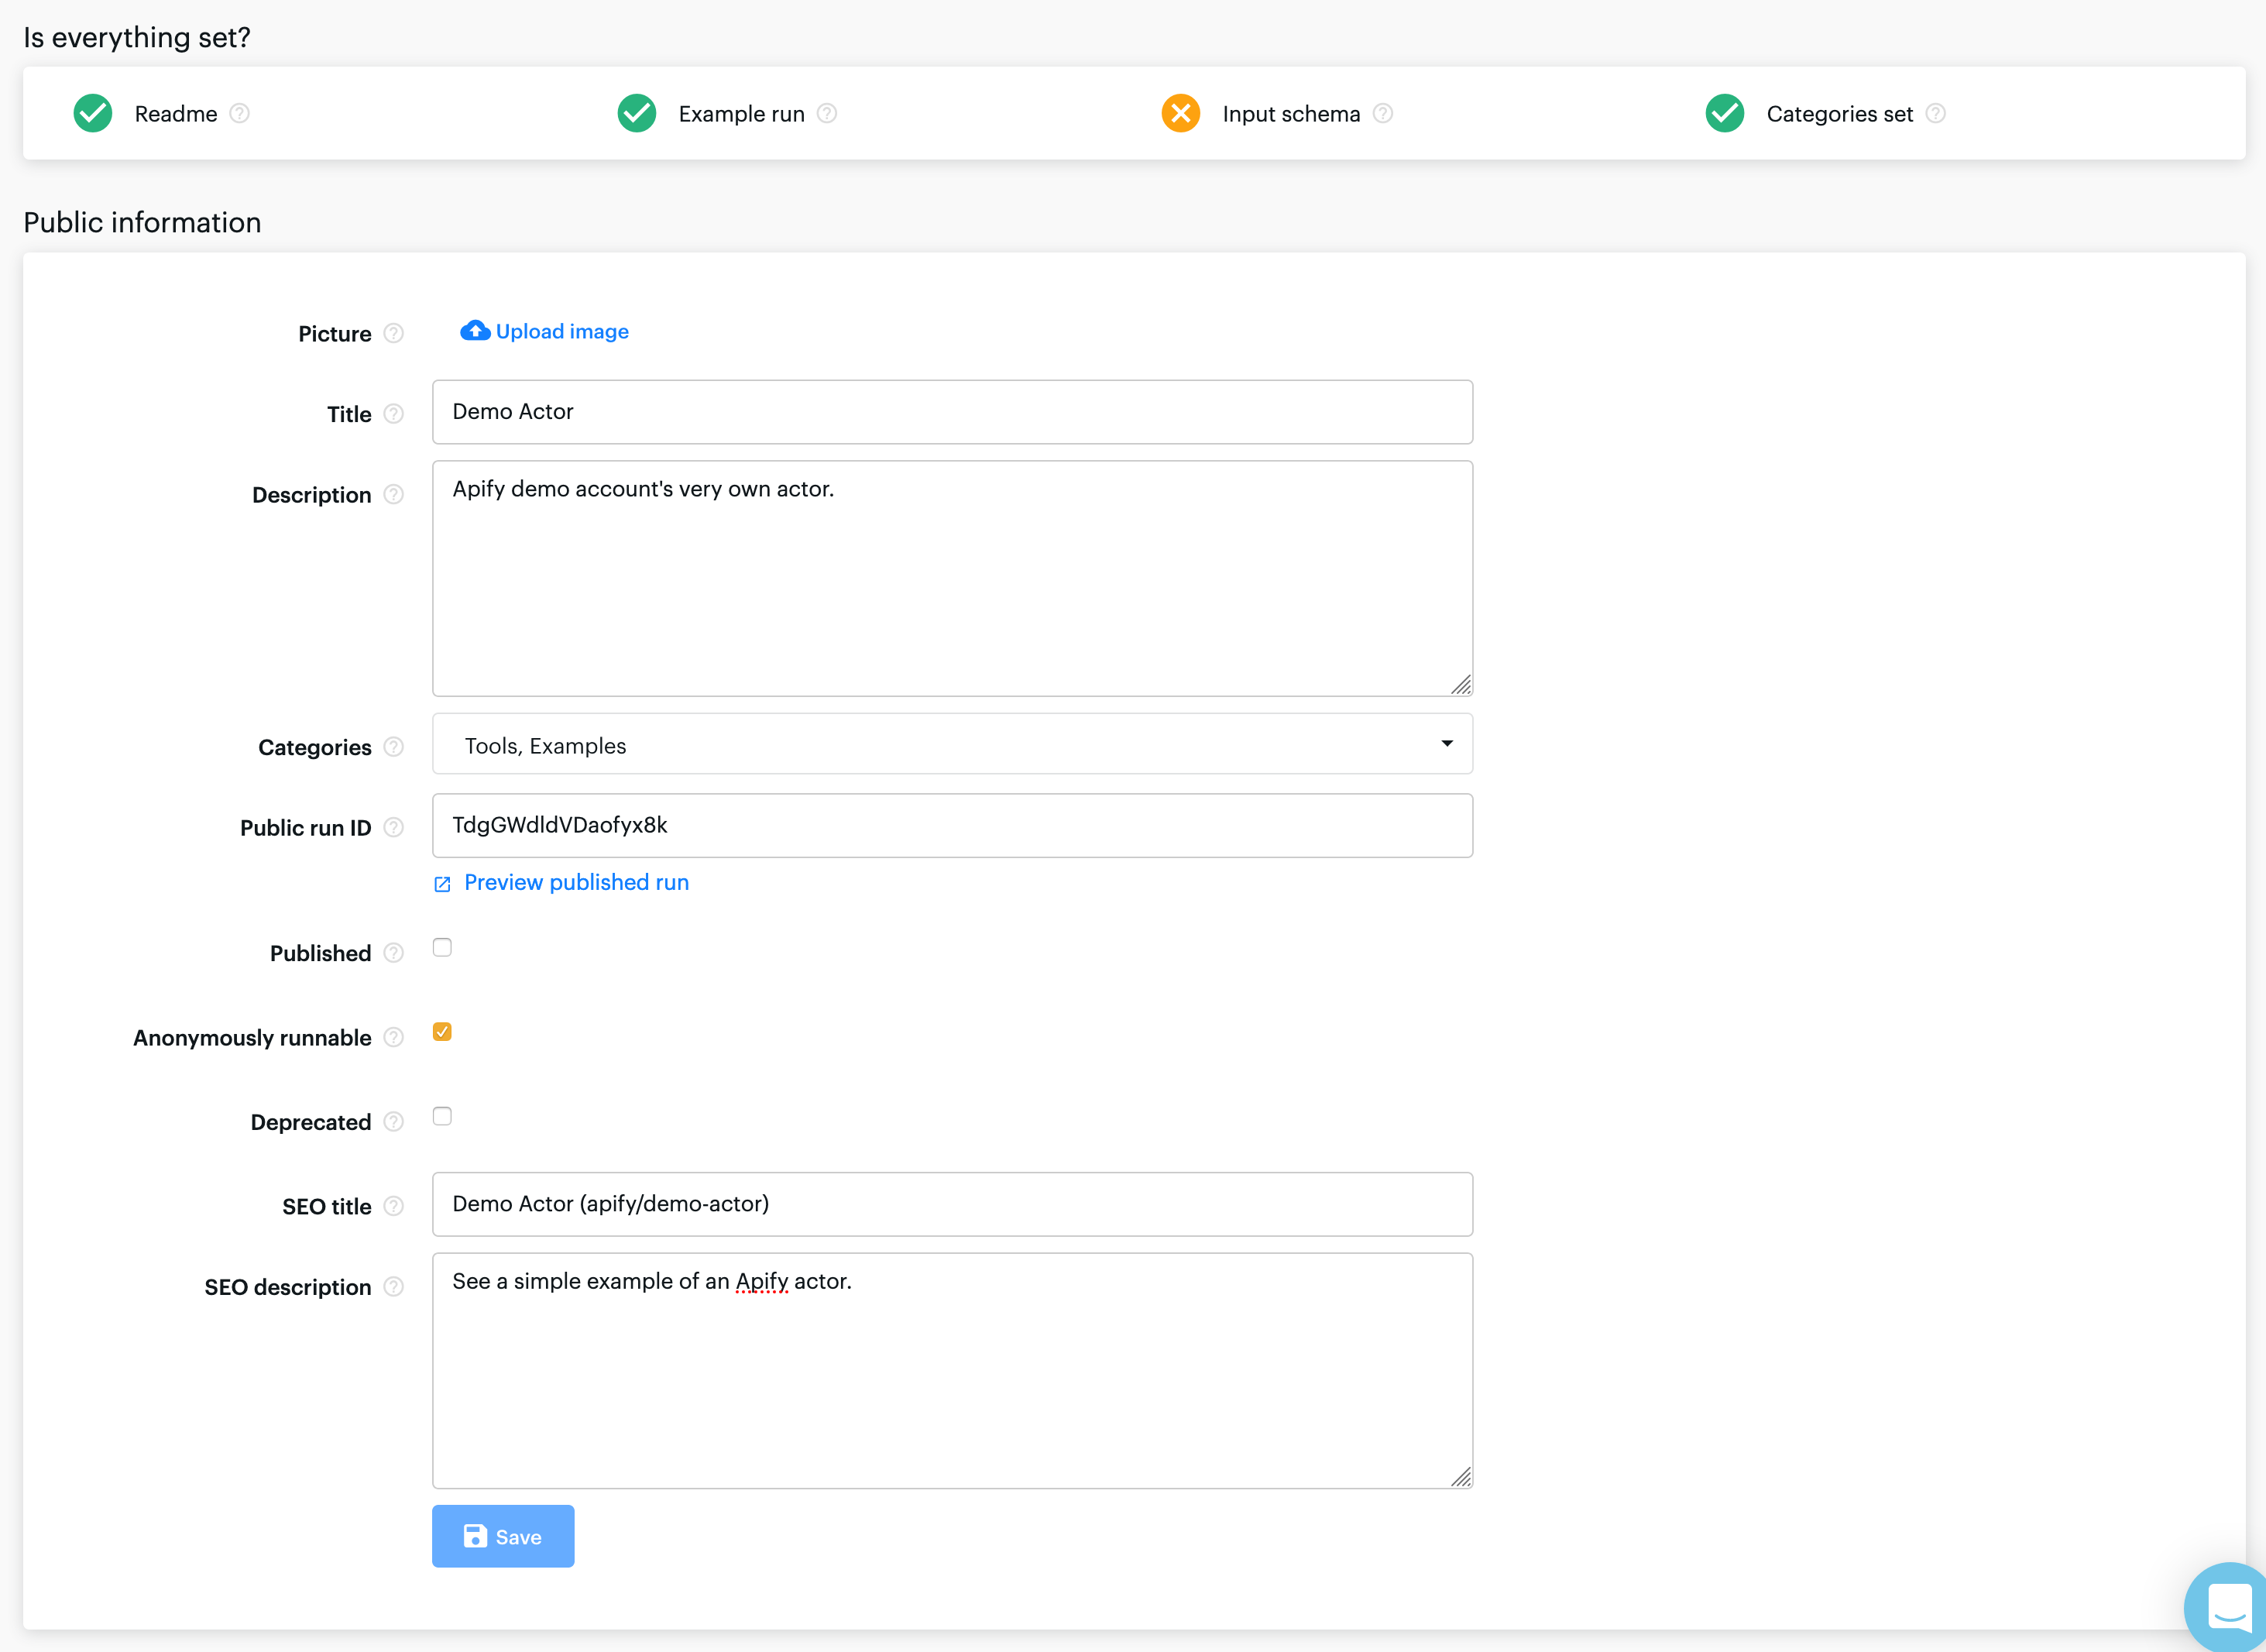 Is everything set?
Readme ?
Example run ?
Input schema ?
Categories set ?
Public information
Picture ? Upload image
Title ? Demo Actor
Description ? Apify demo account's very own actor.
Categories ? Tools, Examples
Public run ID ? TdgGWdldVDaofyx8k
Preview published run
Published ?
Anonymously runnable ?
Deprecated ?
SEO title ? Demo Actor (apify/demo-actor)
SEO description ? See a simple example of an Apify actor.
Save